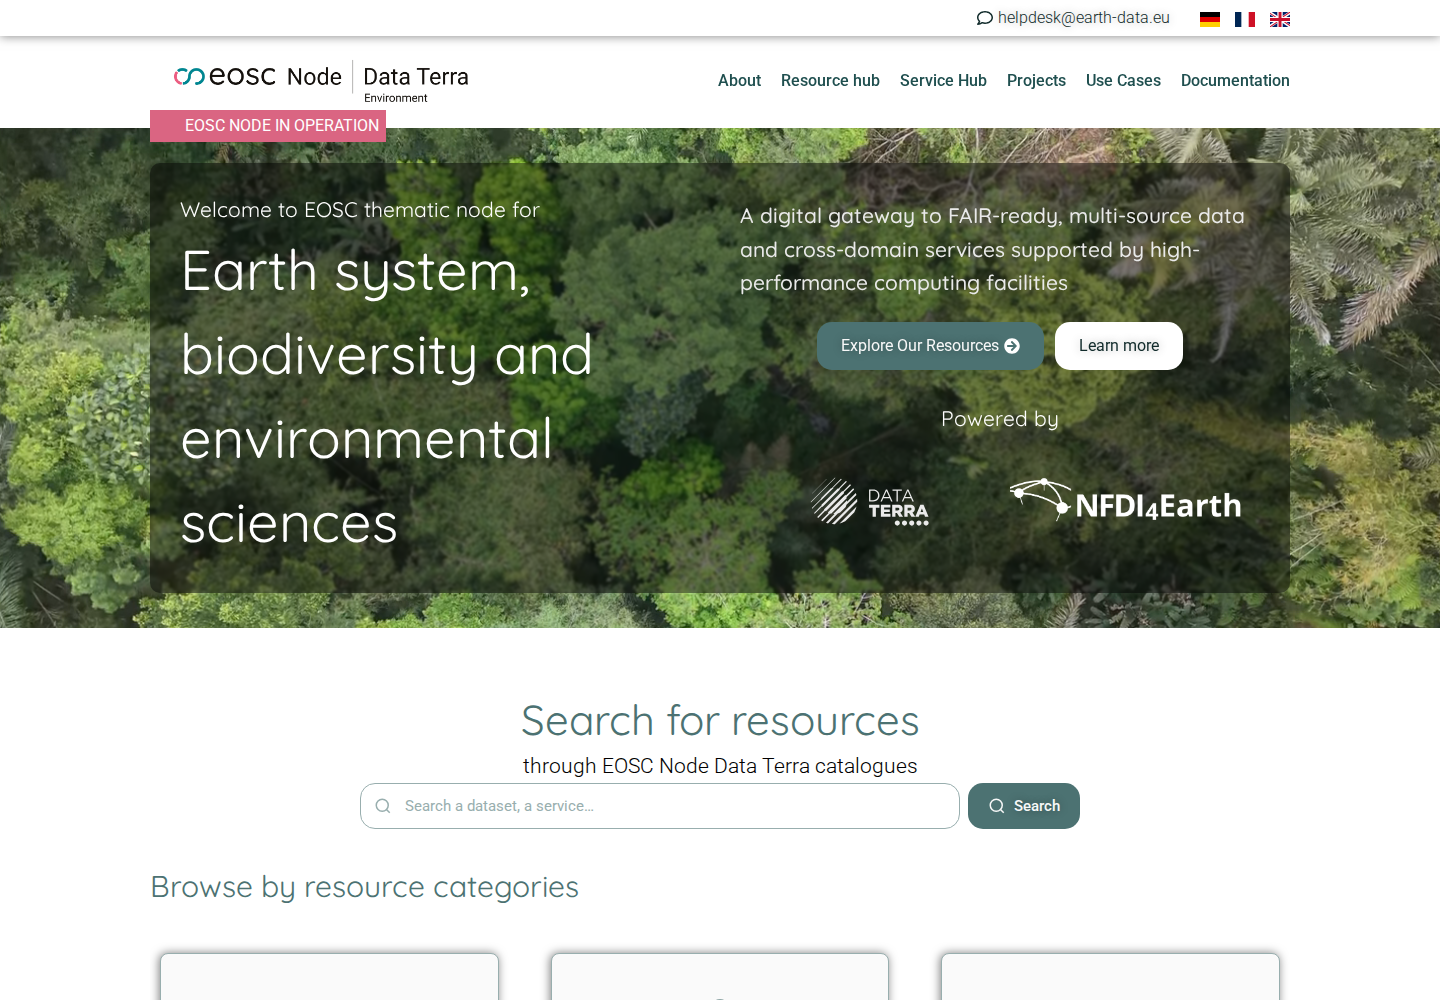 helpdesk@earth-data.eu
eosc Node | Data Terra
Environment
About Resource hub Service Hub Projects Use Cases Documentation
EOSC NODE IN OPERATION
Welcome to EOSC thematic node for
Earth system,
biodiversity and
environmental
sciences
A digital gateway to FAIR-ready, multi-source data
and cross-domain services supported by high-
performance computing facilities
Explore Our Resources
Learn more
Powered by
DATA
TERRA
NFDI4Earth
Search for resources
through EOSC Node Data Terra catalogues
Search a dataset, a service...
Search
Browse by resource categories